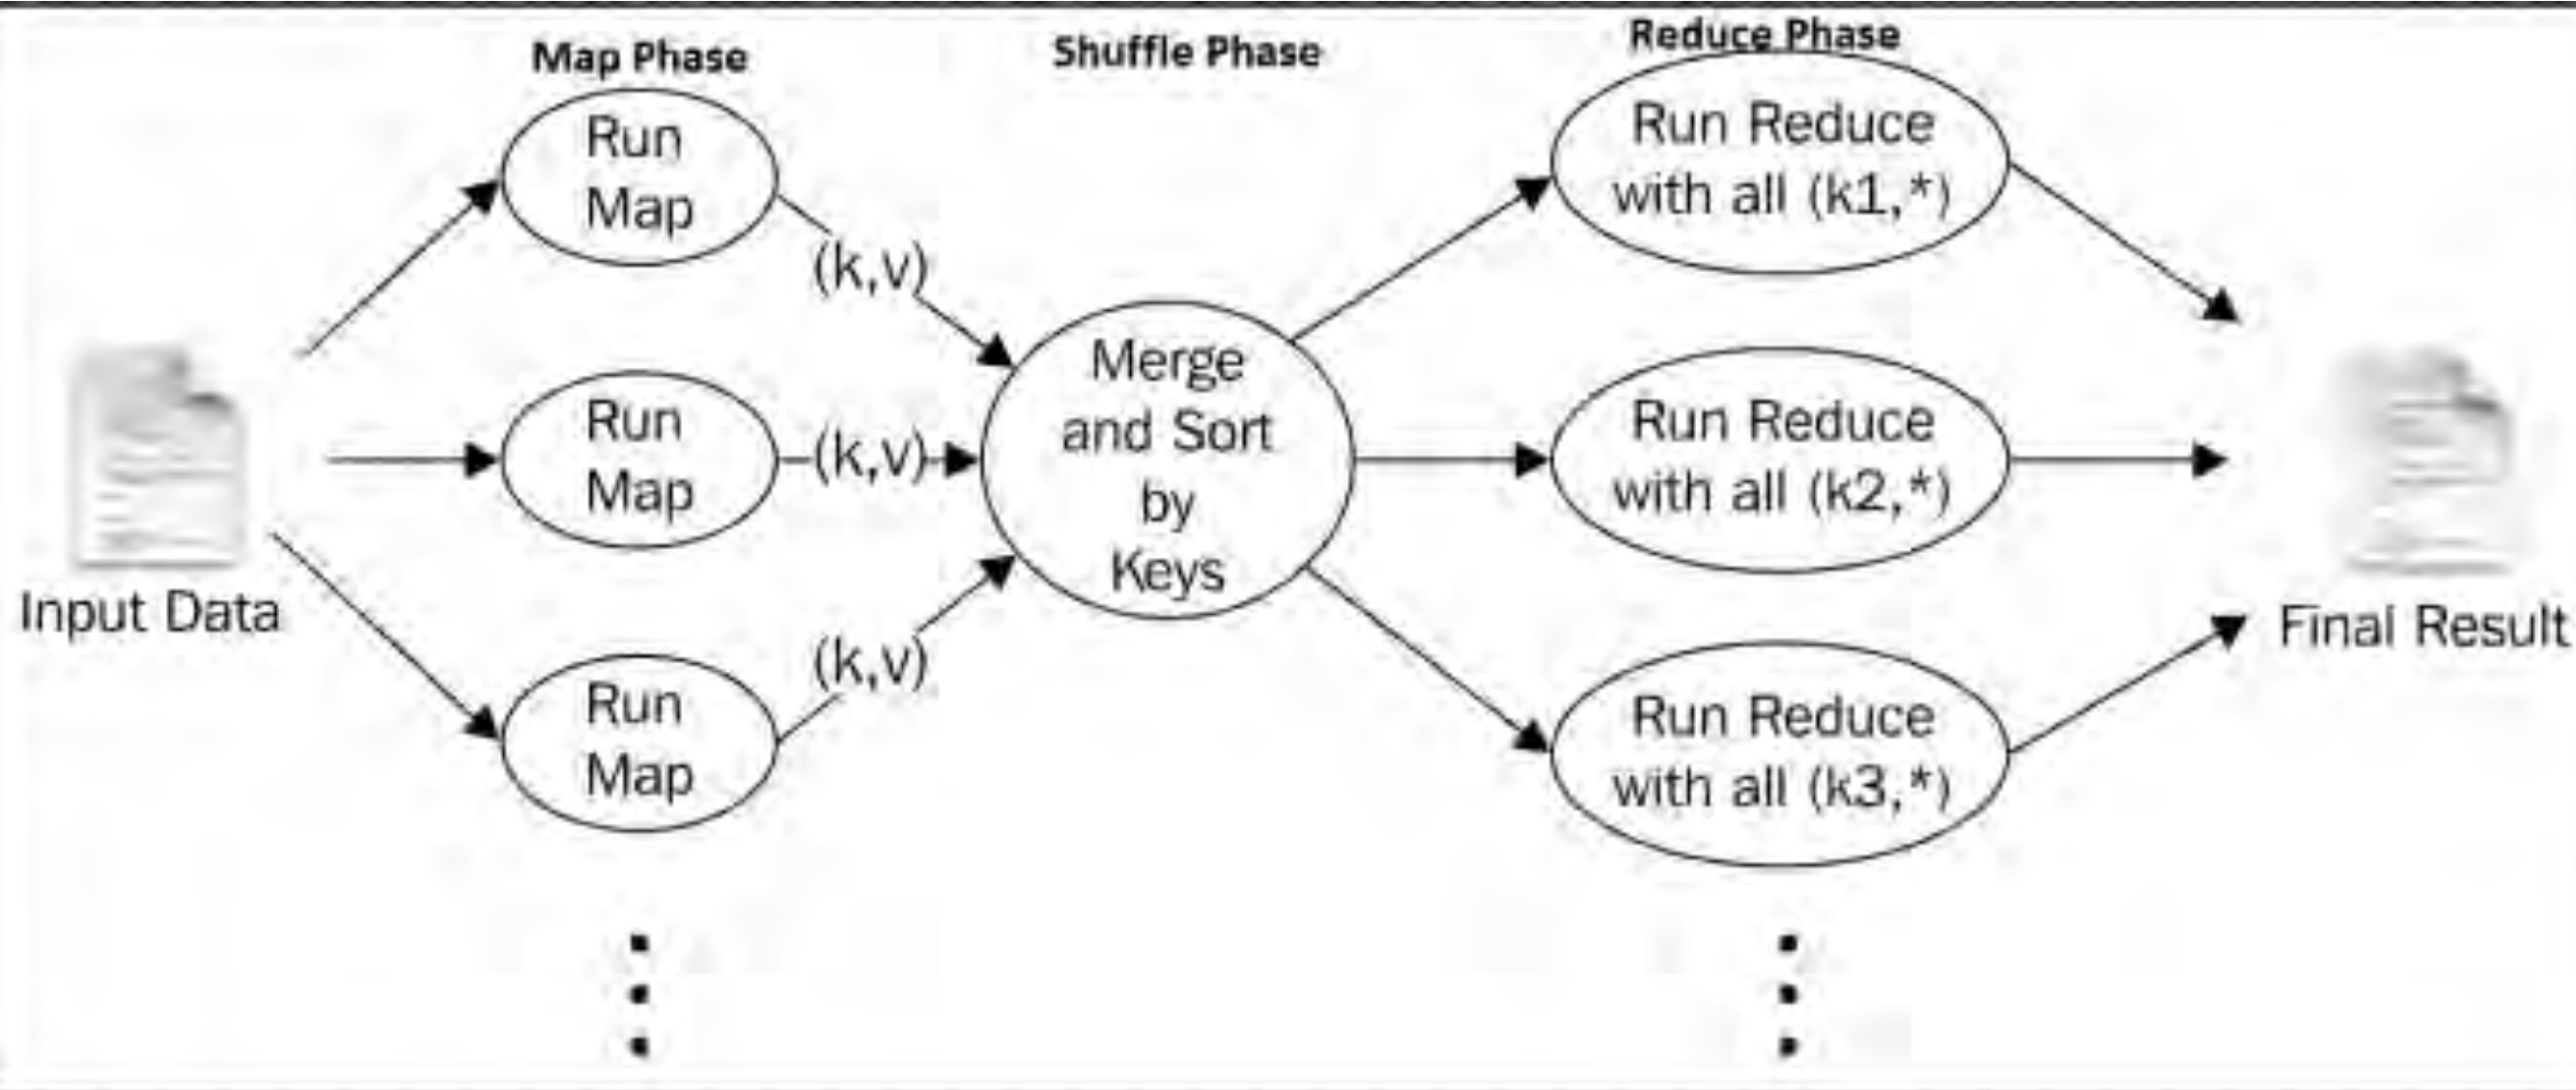 Map Phase
Shuffle Phase
Reduce Phase
Input Data
Run
Map
Run
Map
Run
Map
(k,v)
(k,v)
(k,v)
Merge
and Sort
by
Keys
Run Reduce
with all (k1,*)
Run Reduce
with all (k2,*)
Run Reduce
with all (k3,*)
Final Result